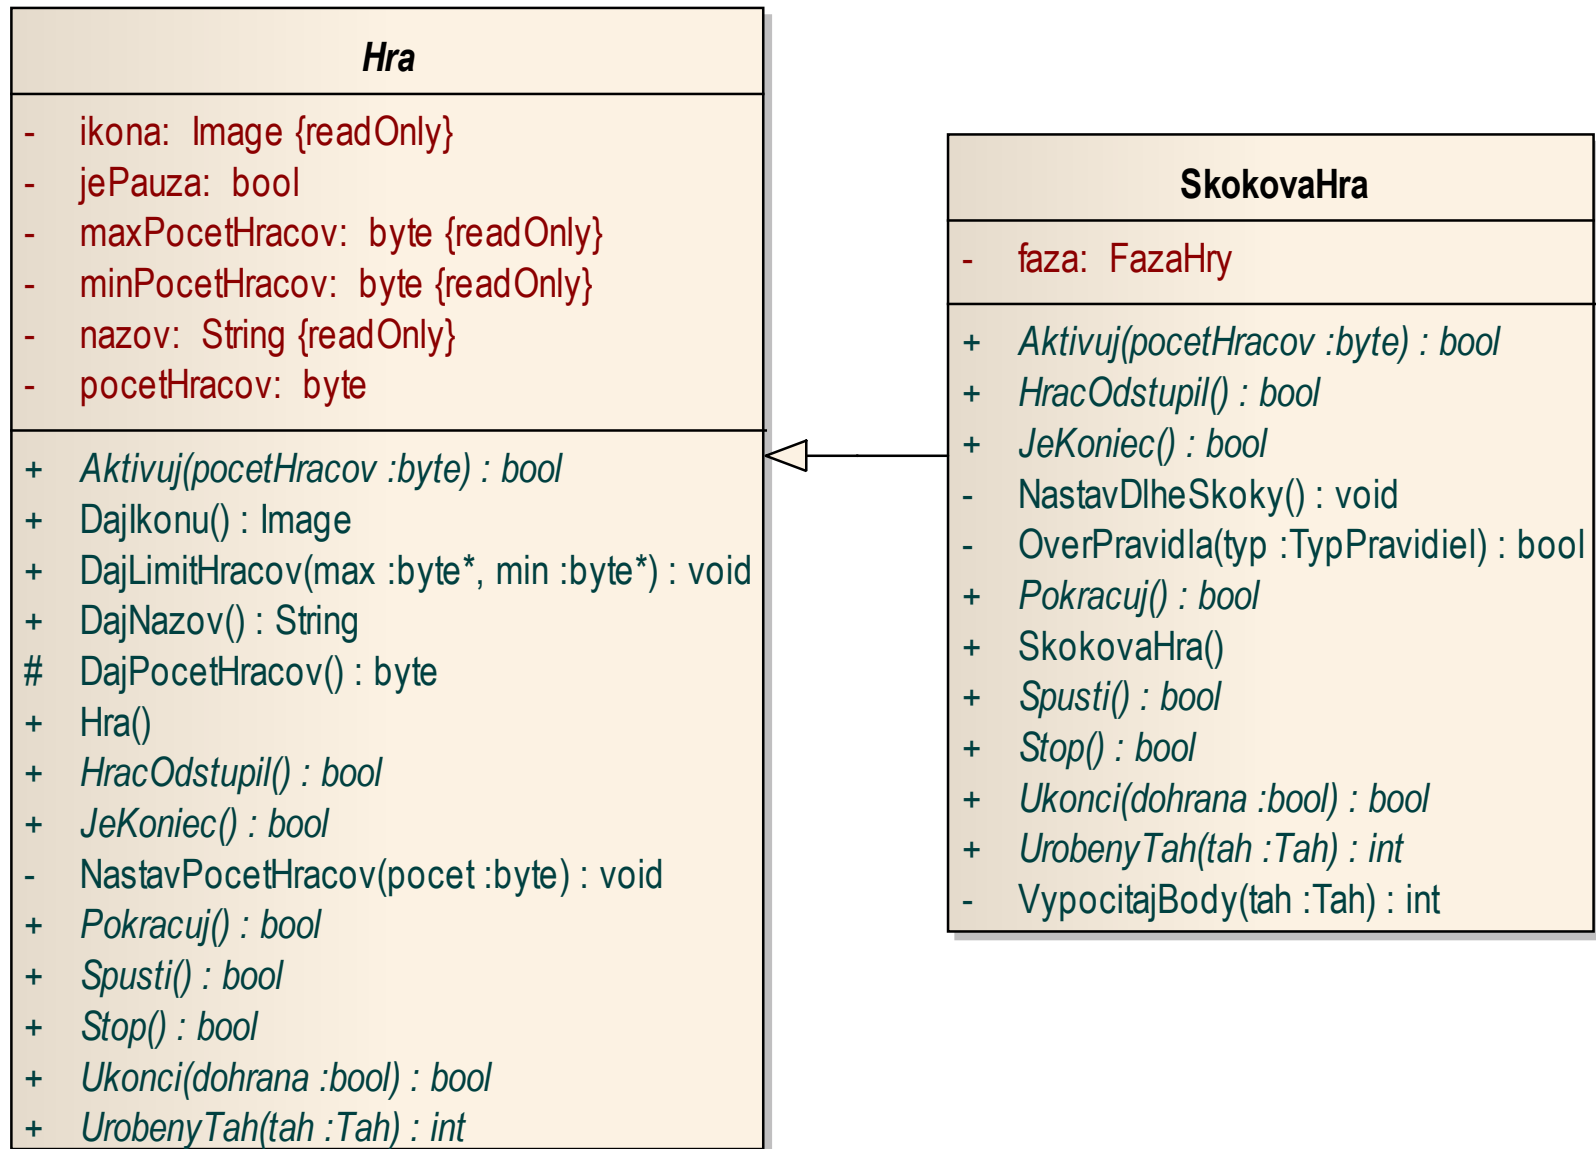 Hra
- ikona: Image {readOnly}
- jePauza: bool
- maxPocetHracov: byte {readOnly}
- minPocetHracov: byte {readOnly}
- nazov: String {readOnly}
- pocetHracov: byte
+ Aktivuj(pocetHracov :byte) : bool
+ DajIkonu() : Image
+ DajLimitHracov(max :byte*, min :byte*) : void
+ DajNazov() : String
# DajPocetHracov() : byte
+ Hra()
+ HracOdstupil() : bool
+ JeKoniec() : bool
- NastavPocetHracov(pocet :byte) : void
+ Pokracuj() : bool
+ Spusti() : bool
+ Stop() : bool
+ Ukonci(dohrana :bool) : bool
+ UrobenyTah(tah :Tah) : int
SkokovaHra
- faza: FazaHry
+ Aktivuj(pocetHracov :byte) : bool
+ HracOdstupil() : bool
+ JeKoniec() : bool
- NastavDlheSkoky() : void
- OverPravidla(typ :TypPravidiel) : bool
+ Pokracuj() : bool
+ SkokovaHra()
+ Spusti() : bool
+ Stop() : bool
+ Ukonci(dohrana :bool) : bool
+ UrobenyTah(tah :Tah) : int
- VypocitajBody(tah :Tah) : int